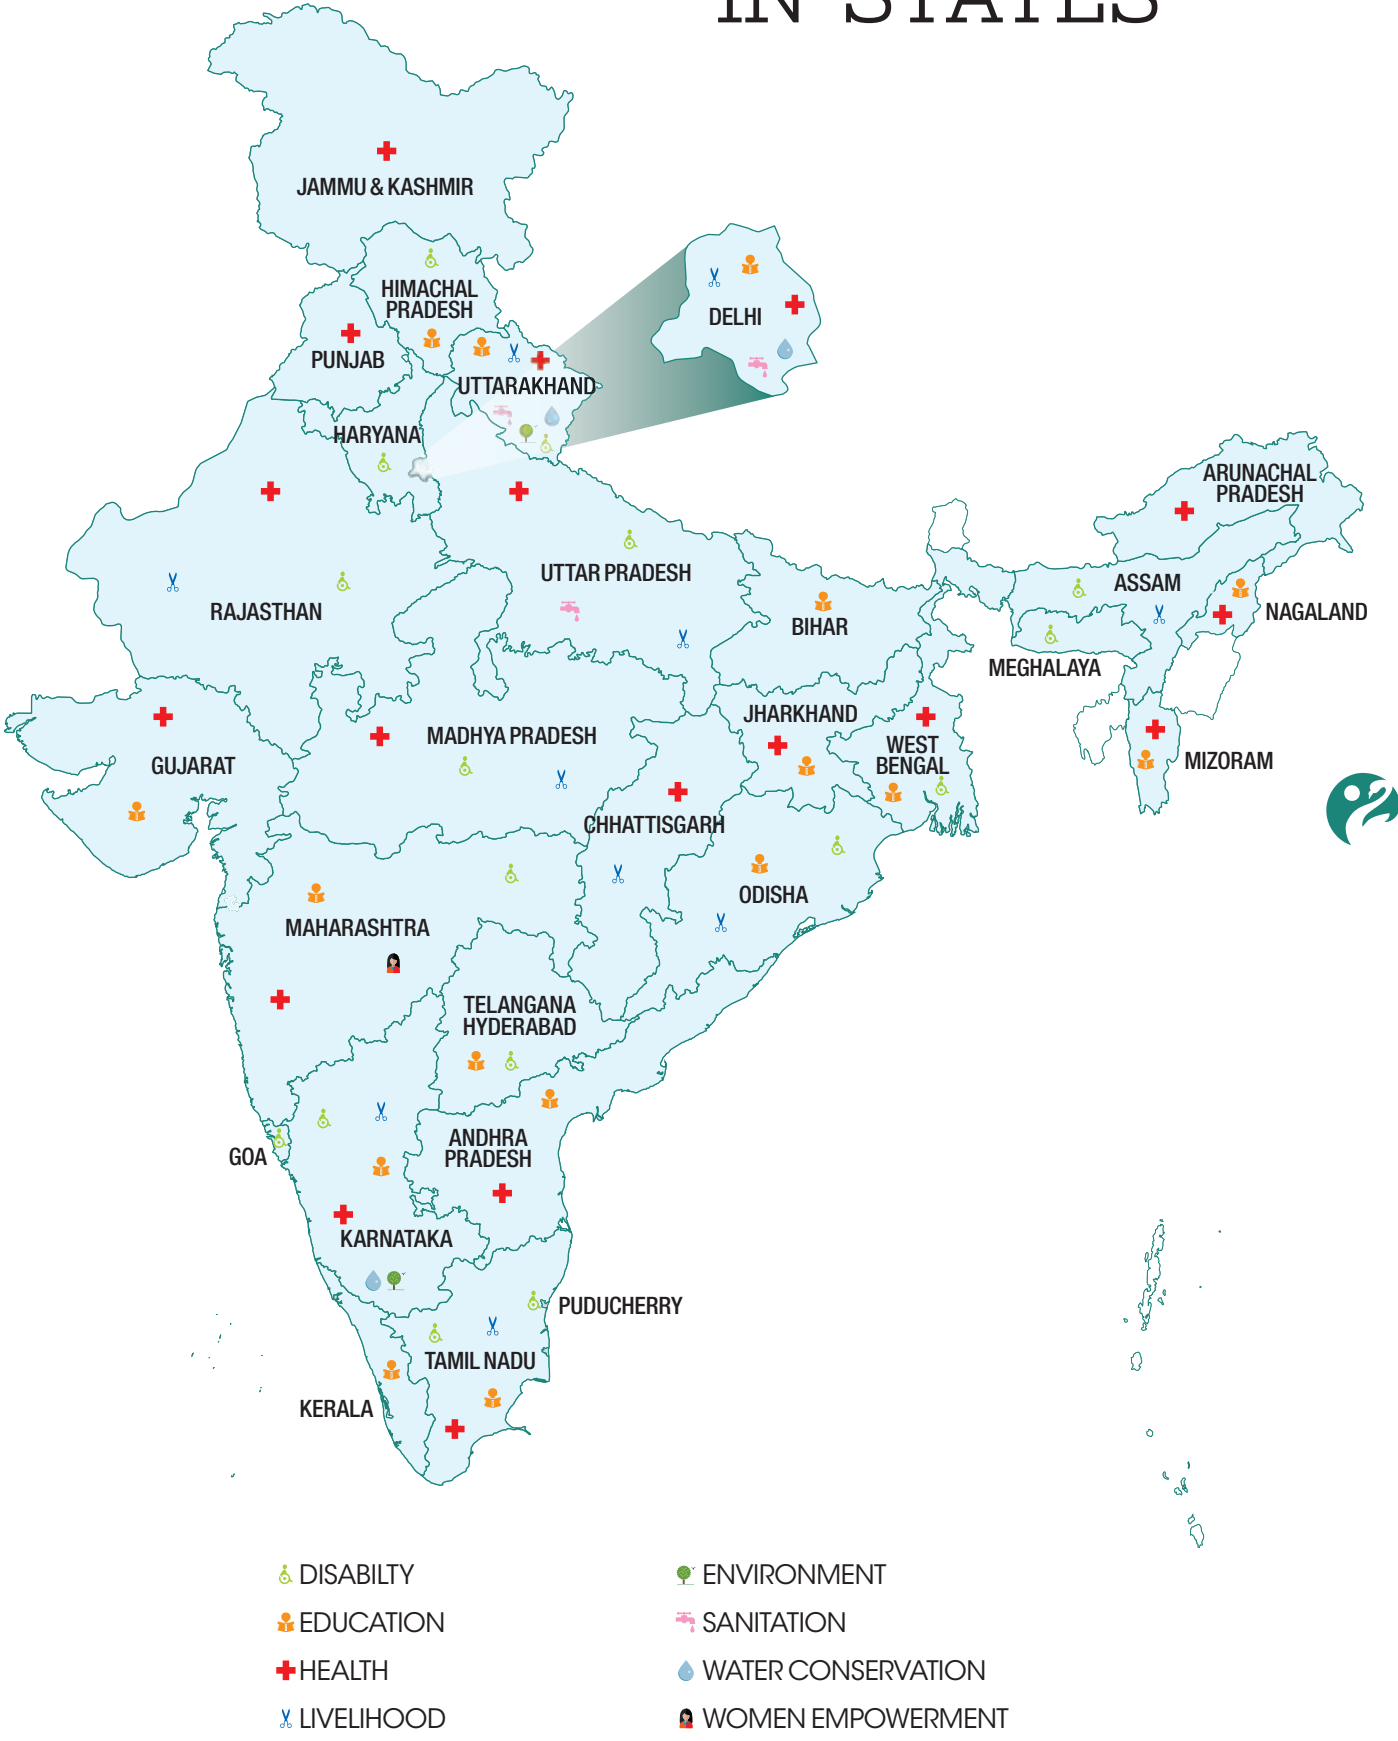 IN STATES
JAMMU & KASHMIR
HIMACHAL
PRADESH
DELHI
PUNJAB
UTTARAKHAND
HARYANA
ARUNACHAL
PRADESH
UTTAR PRADESH
ASSAM
RAJASTHAN
NAGALAND
BIHAR
MEGHALAYA
JHARKHAND
MADHYA PRADESH
WEST
BENGAL
GUJARAT
MIZORAM
CHHATTISGARH
ODISHA
MAHARASHTRA
TELANGANA
HYDERABAD
ANDHRA
PRADESH
GOA
KARNATAKA
PUDUCHERRY
TAMIL NADU
KERALA
DISABILTY
EDUCATION
HEALTH
LIVELIHOOD
ENVIRONMENT
SANITATION
WATER CONSERVATION
WOMEN EMPOWERMENT